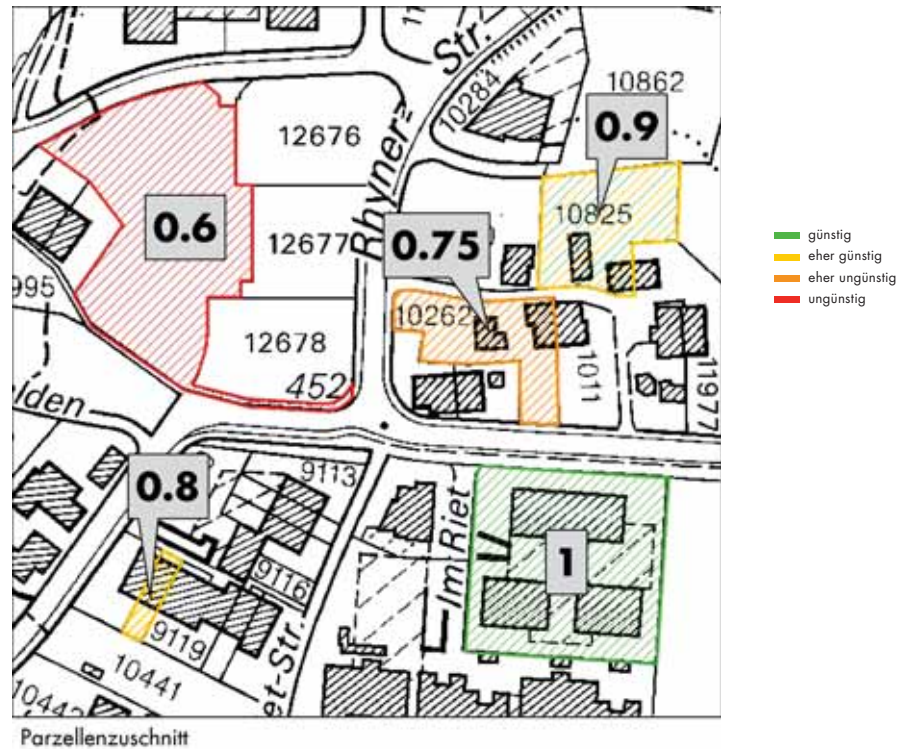 Str.
10284
10862
0.9
12676
Rhyner
10825
0.6
12677
0.75
günstig
eher günstig
eher ungünstig
ungünstig
995
10262
12678
452
1011
11977
lden
9113
0.8
Im Riet
1
9116
9119
et-Str.
10441
Parzellenzuschnitt